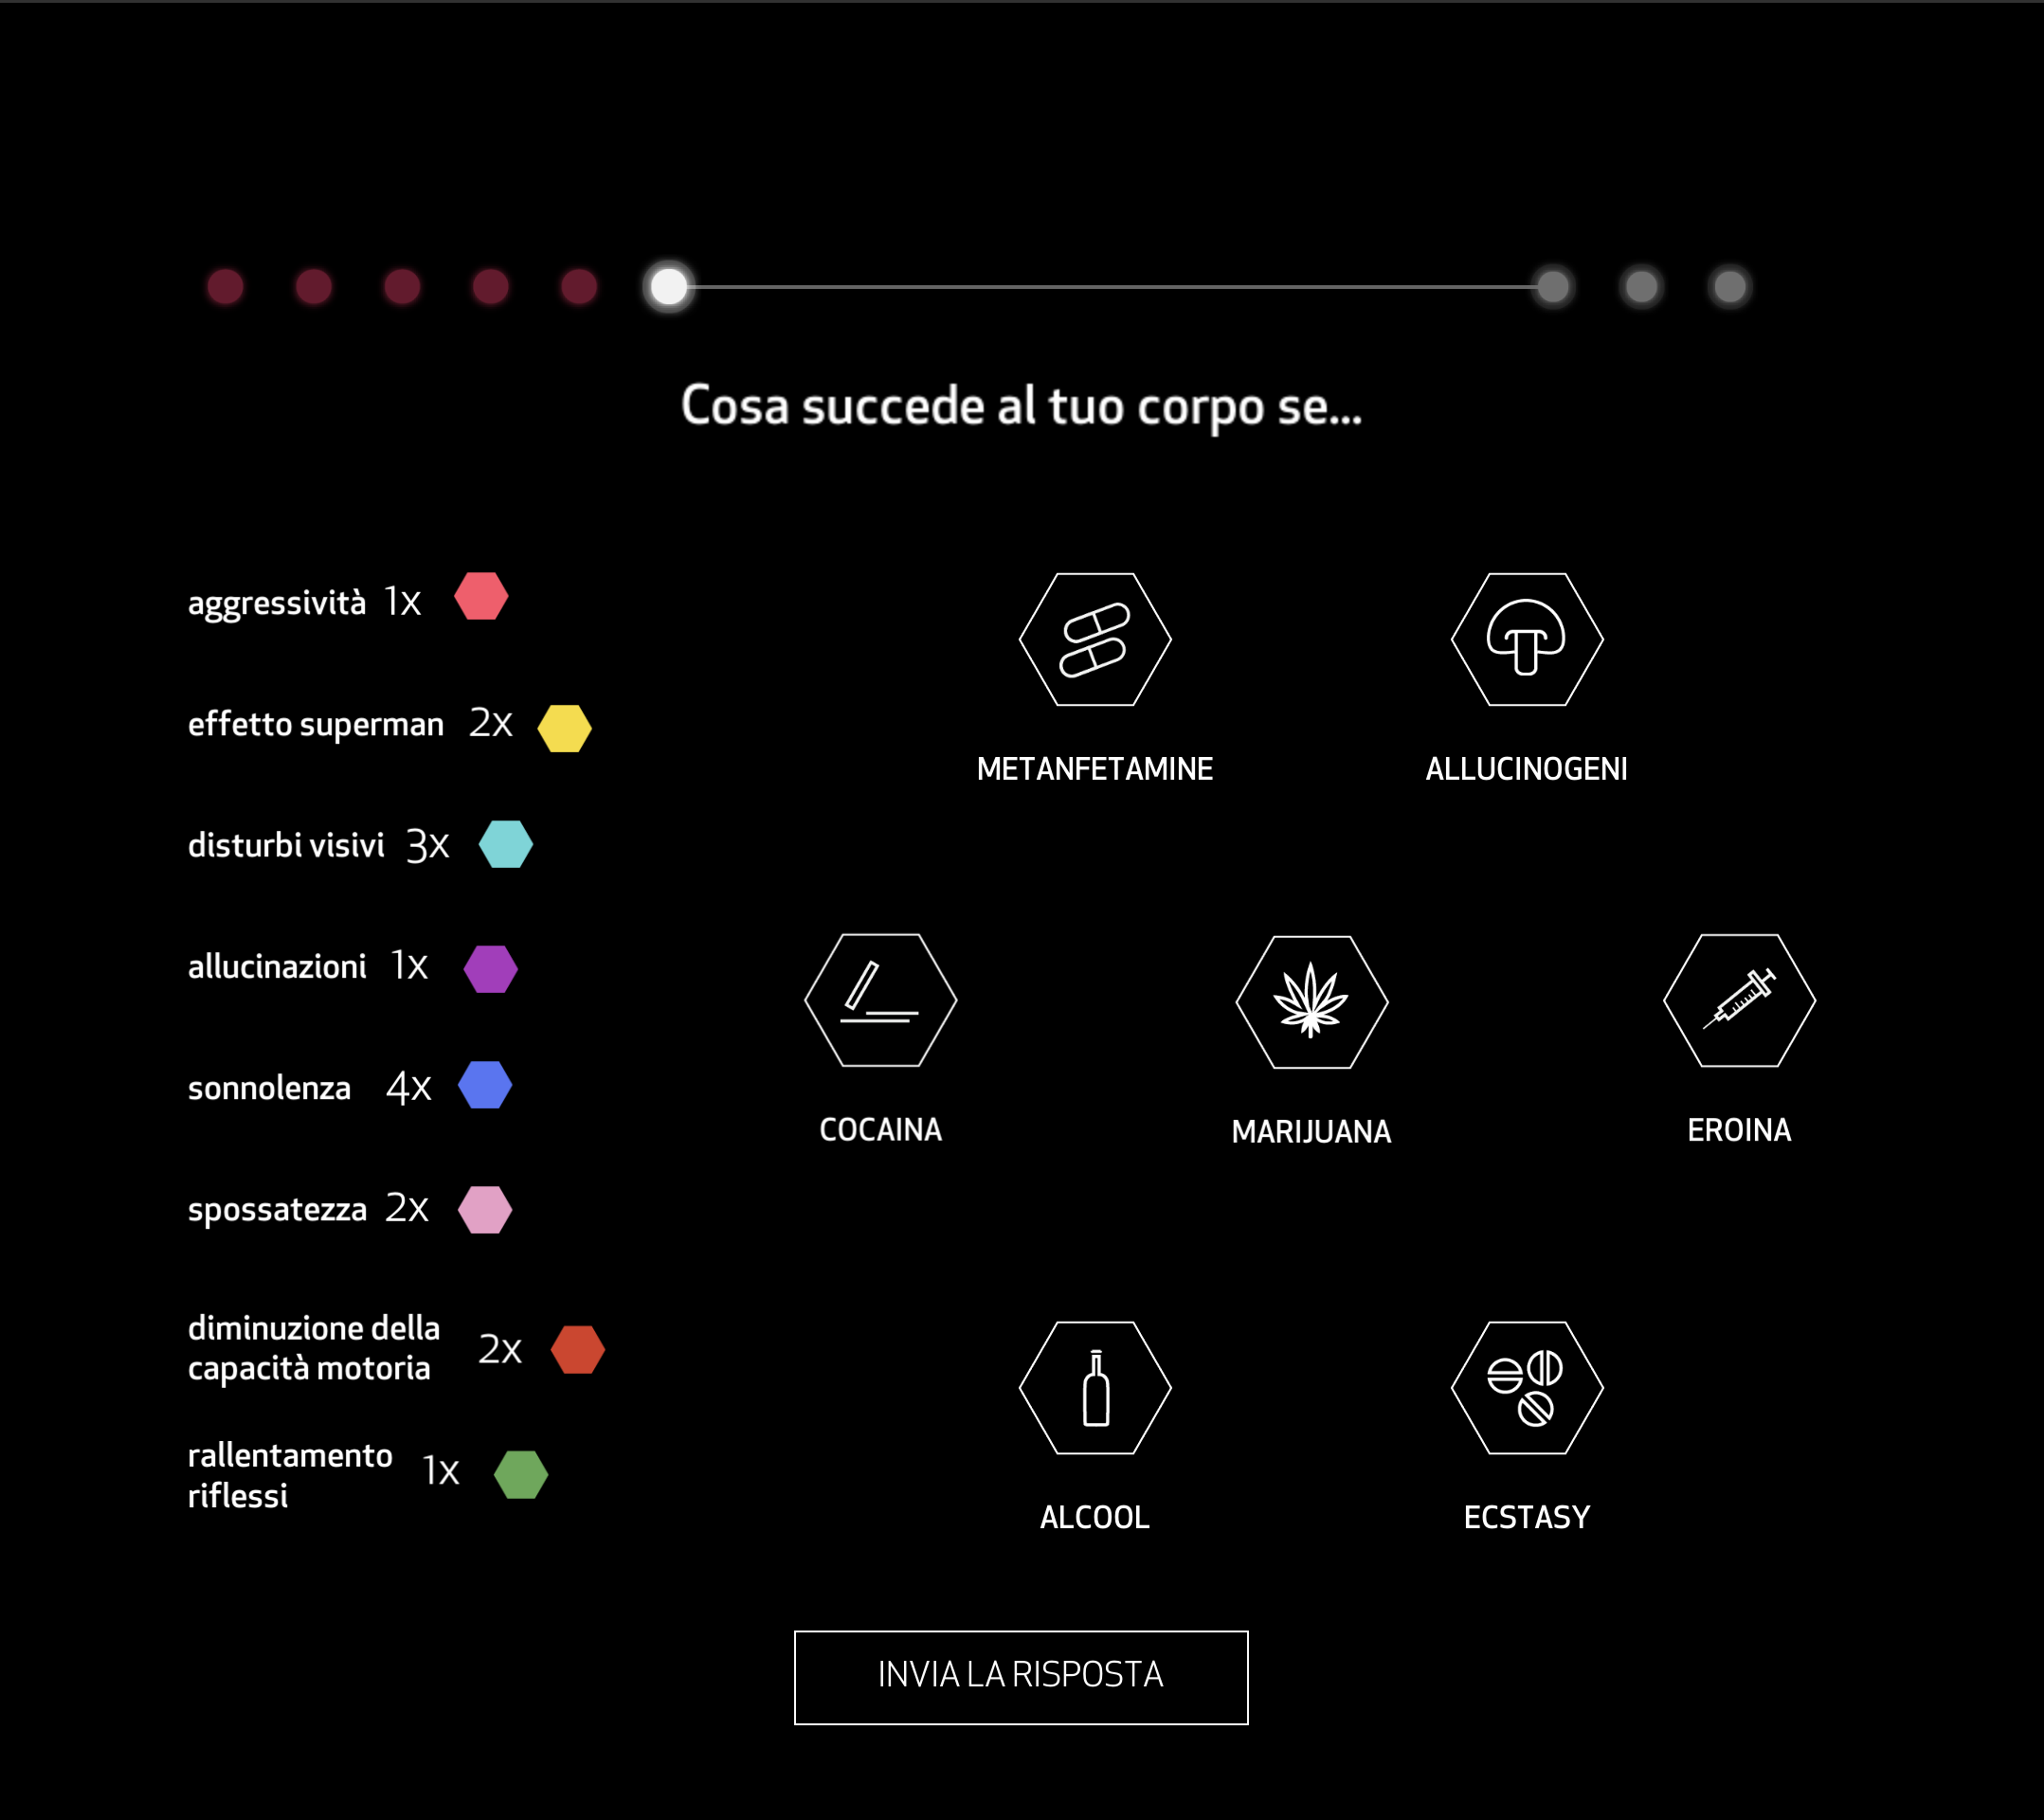 Cosa succede al tuo corpo se...
aggressività 1x
effetto superman 2x
disturbi visivi 3x
allucinazioni 1x
sonnolenza 4x
spossatezza 2x
diminuzione della
capacità motoria 2x
rallentamento
riflessi 1x
METANFETAMINE
ALLUCINOGENI
COCAINA
MARIJUANA
EROINA
ALCOOL
ECSTASY
INVIA LA RISPOSTA